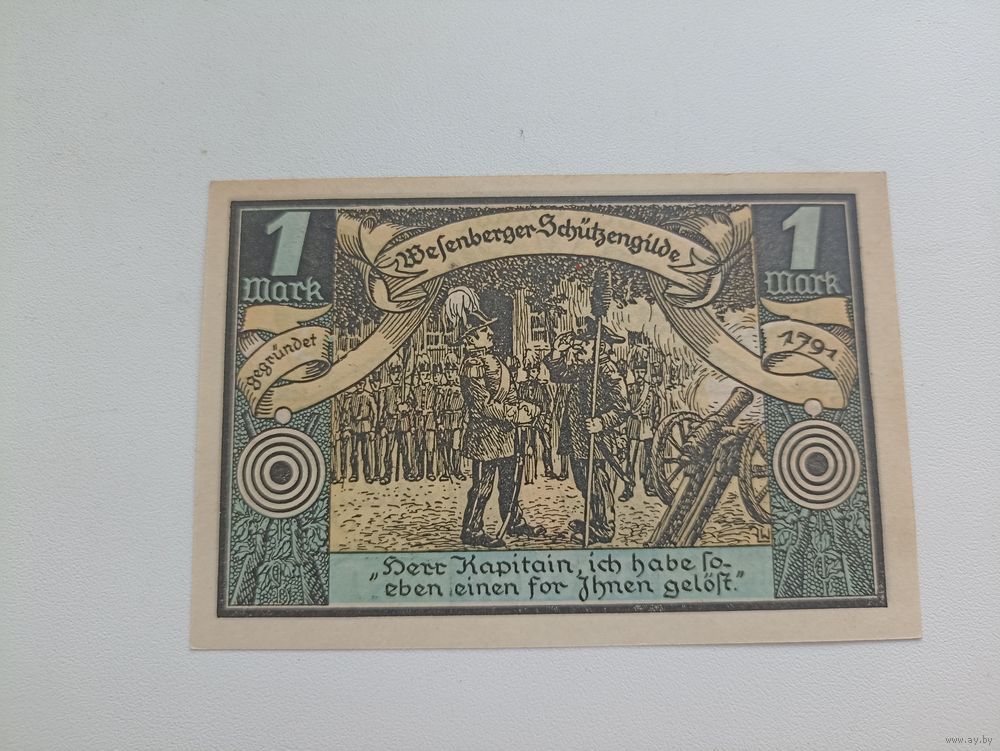 1 Mark
Wesenberger Schützengilde
1 Mark
gegründet
1791
„Herr Kapitain, ich habe so-
eben einen for Ihnen gelöst."
www.ay.by